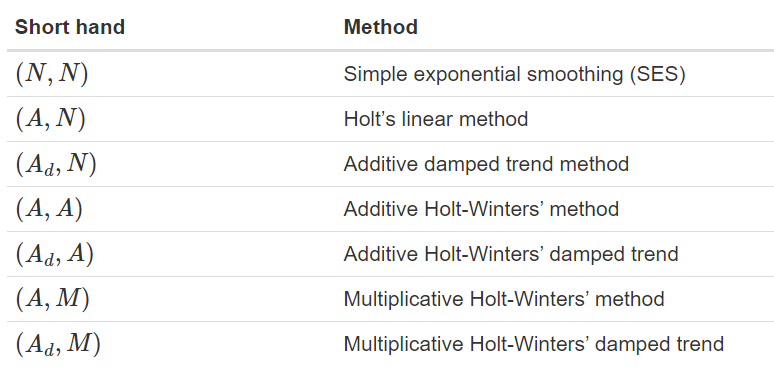 Short hand Method
(N, N) Simple exponential smoothing (SES)
(A, N) Holt’s linear method
(A_d, N) Additive damped trend method
(A, A) Additive Holt-Winters’ method
(A_d, A) Additive Holt-Winters’ damped trend
(A, M) Multiplicative Holt-Winters’ method
(A_d, M) Multiplicative Holt-Winters’ damped trend